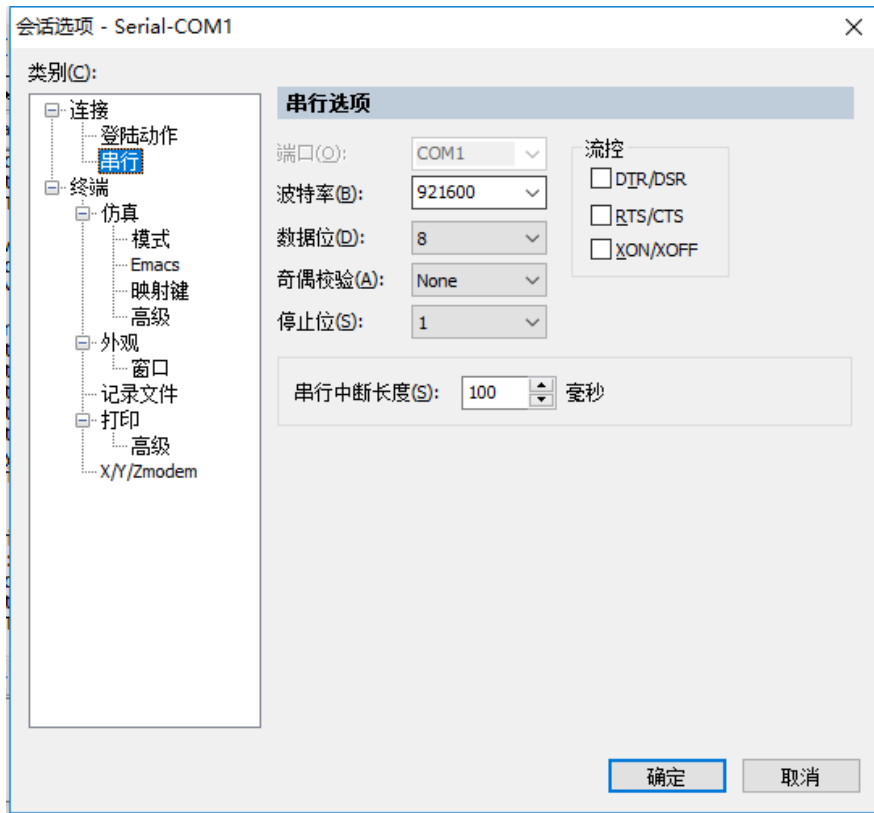 会话选项 - Serial-COM1
类别(C):
连接
登陆动作
串行
终端
仿真
模式
Emacs
映射键
高级
外观
窗口
记录文件
打印
高级
X/Y/Zmodem
串行选项
端口(O): COM1
波特率(B): 921600
数据位(D): 8
奇偶校验(A): None
停止位(S): 1
流控
DTR/DSR
RTS/CTS
XON/XOFF
串行中断长度(S): 100 毫秒
确定 取消